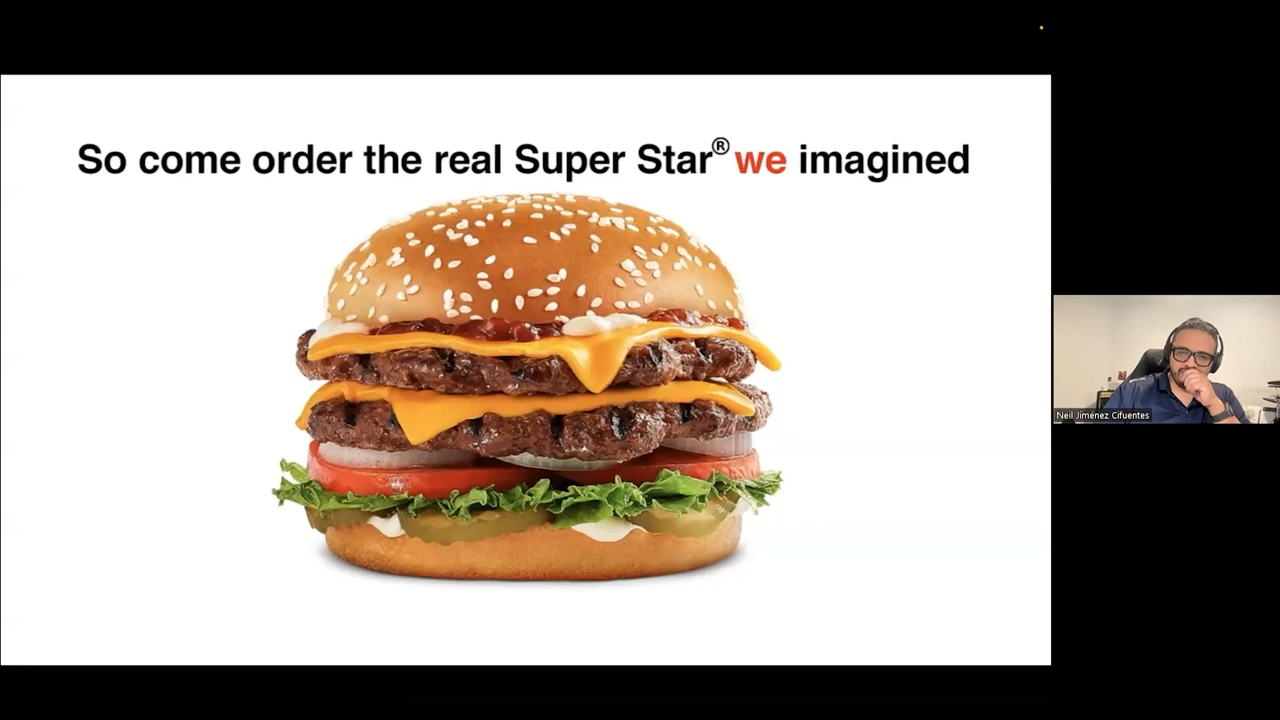 So come order the real Super Star® we imagined
Neil Jiménez Cifuentes